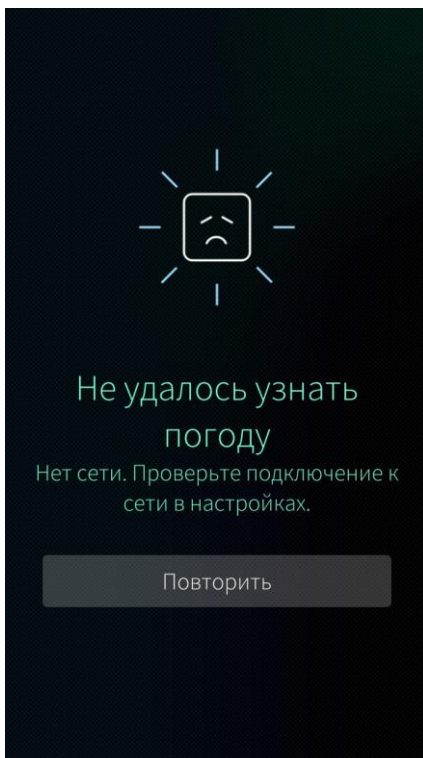 Не удалось узнать
погоду
Нет сети. Проверьте подключение к
сети в настройках.
Повторить